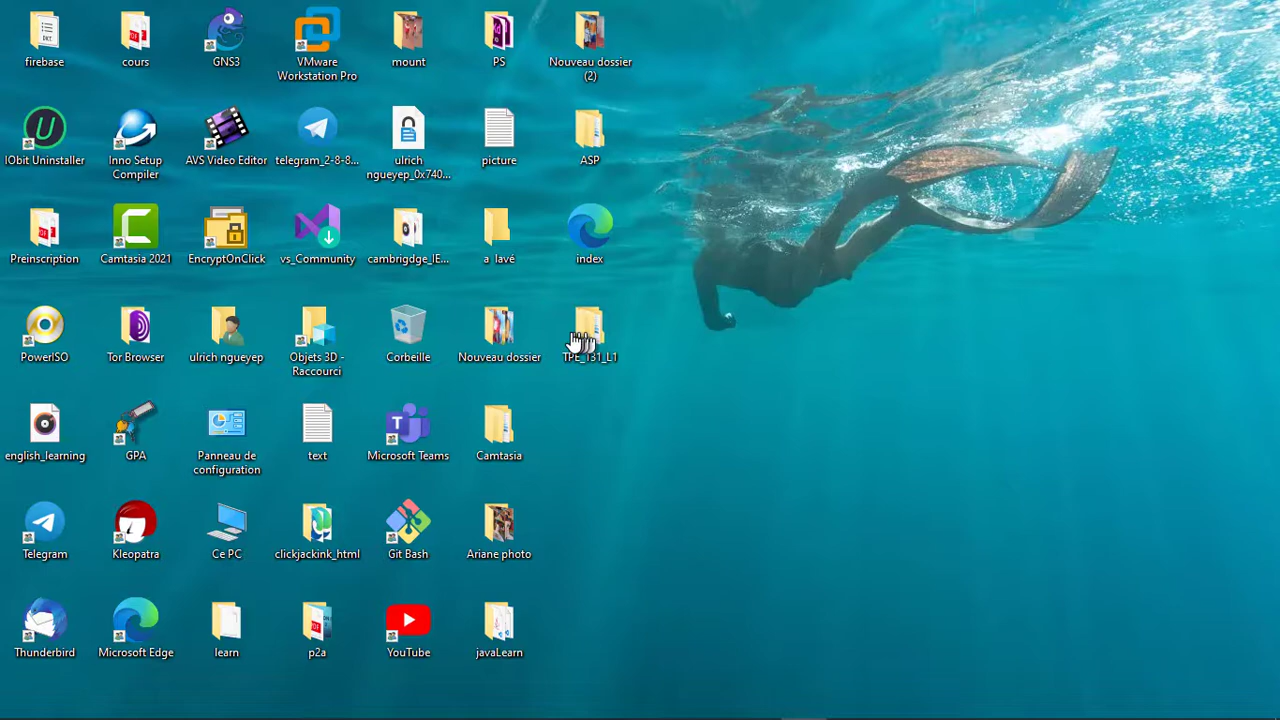 firebase
cours
GNS3
VMware
Workstation Pro
mount
PS
Nouveau dossier
(2)
IObit Uninstaller
Inno Setup
Compiler
AVS Video Editor
telegram_2-8-8...
ulrich
ngueyep_0x740...
picture
ASP
Preinscription
Camtasia 2021
EncryptOnClick
vs_Community
cambrigdge_IE...
a lavé
index
PowerISO
Tor Browser
ulrich ngueyep
Objets 3D -
Raccourci
Corbeille
Nouveau dossier
TPE_131_L1
english_learning
GPA
Panneau de
configuration
text
Microsoft Teams
Camtasia
Telegram
Kleopatra
Ce PC
clickjackink_html
Git Bash
Ariane photo
Thunderbird
Microsoft Edge
learn
p2a
YouTube
javaLearn